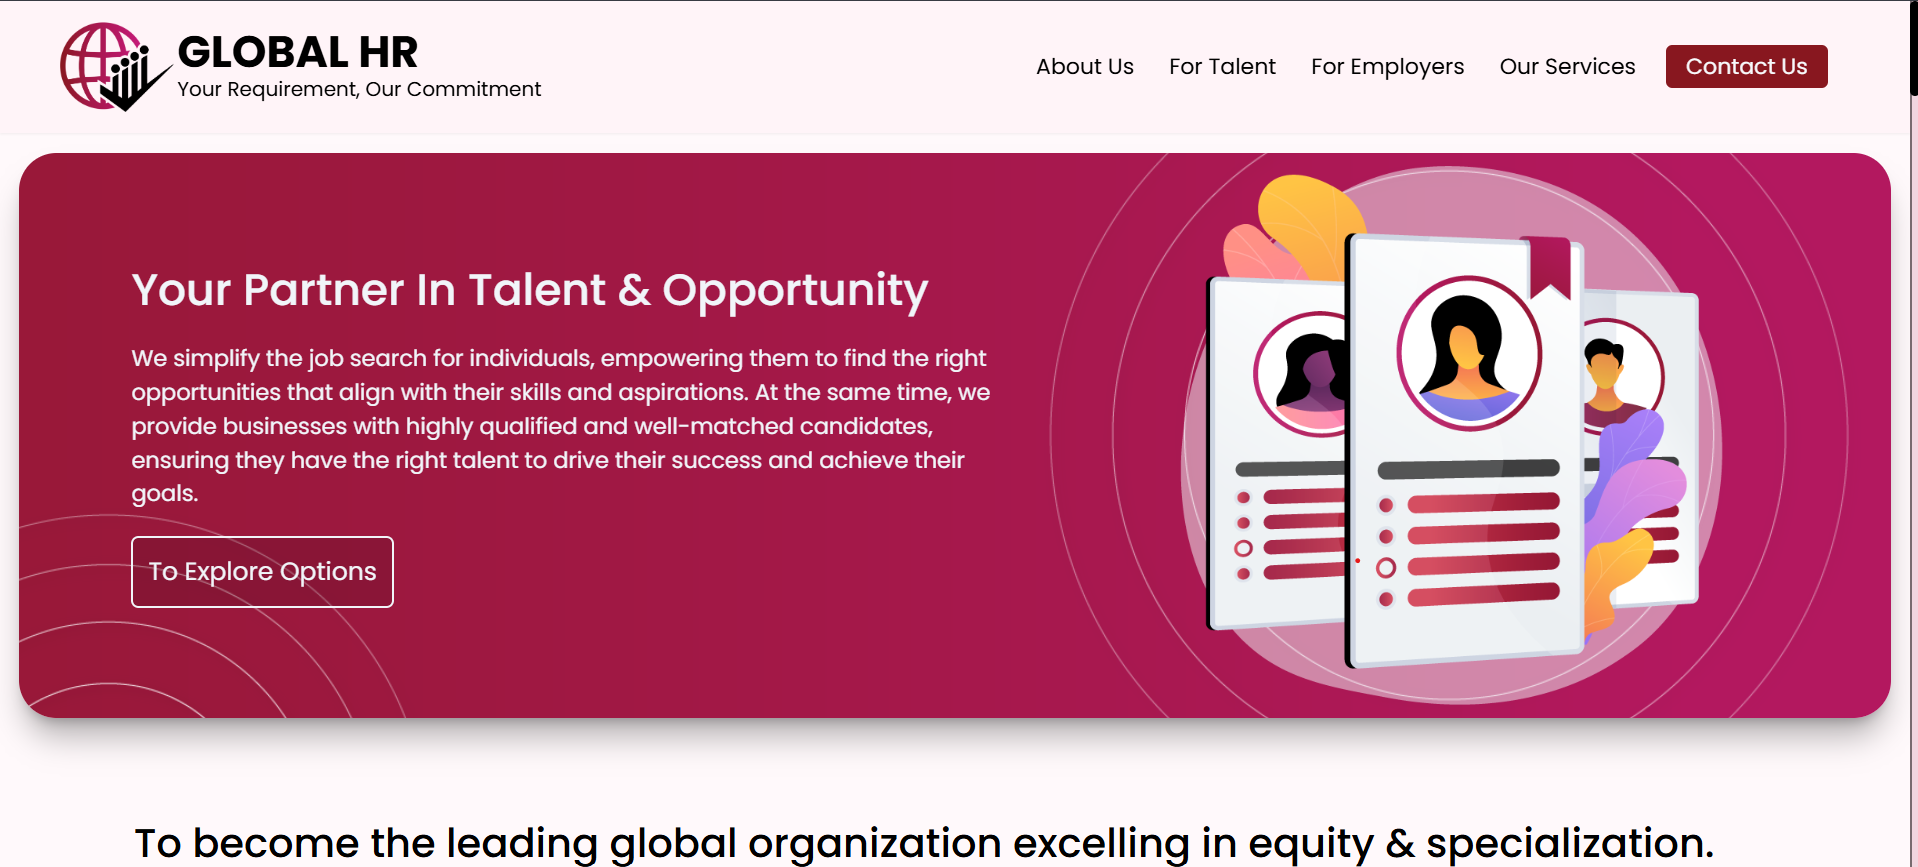 GLOBAL HR
Your Requirement, Our Commitment
About Us
For Talent
For Employers
Our Services
Contact Us
Your Partner In Talent & Opportunity
We simplify the job search for individuals, empowering them to find the right
opportunities that align with their skills and aspirations. At the same time, we
provide businesses with highly qualified and well-matched candidates,
ensuring they have the right talent to drive their success and achieve their
goals.
To Explore Options
To become the leading global organization excelling in equity & specialization.